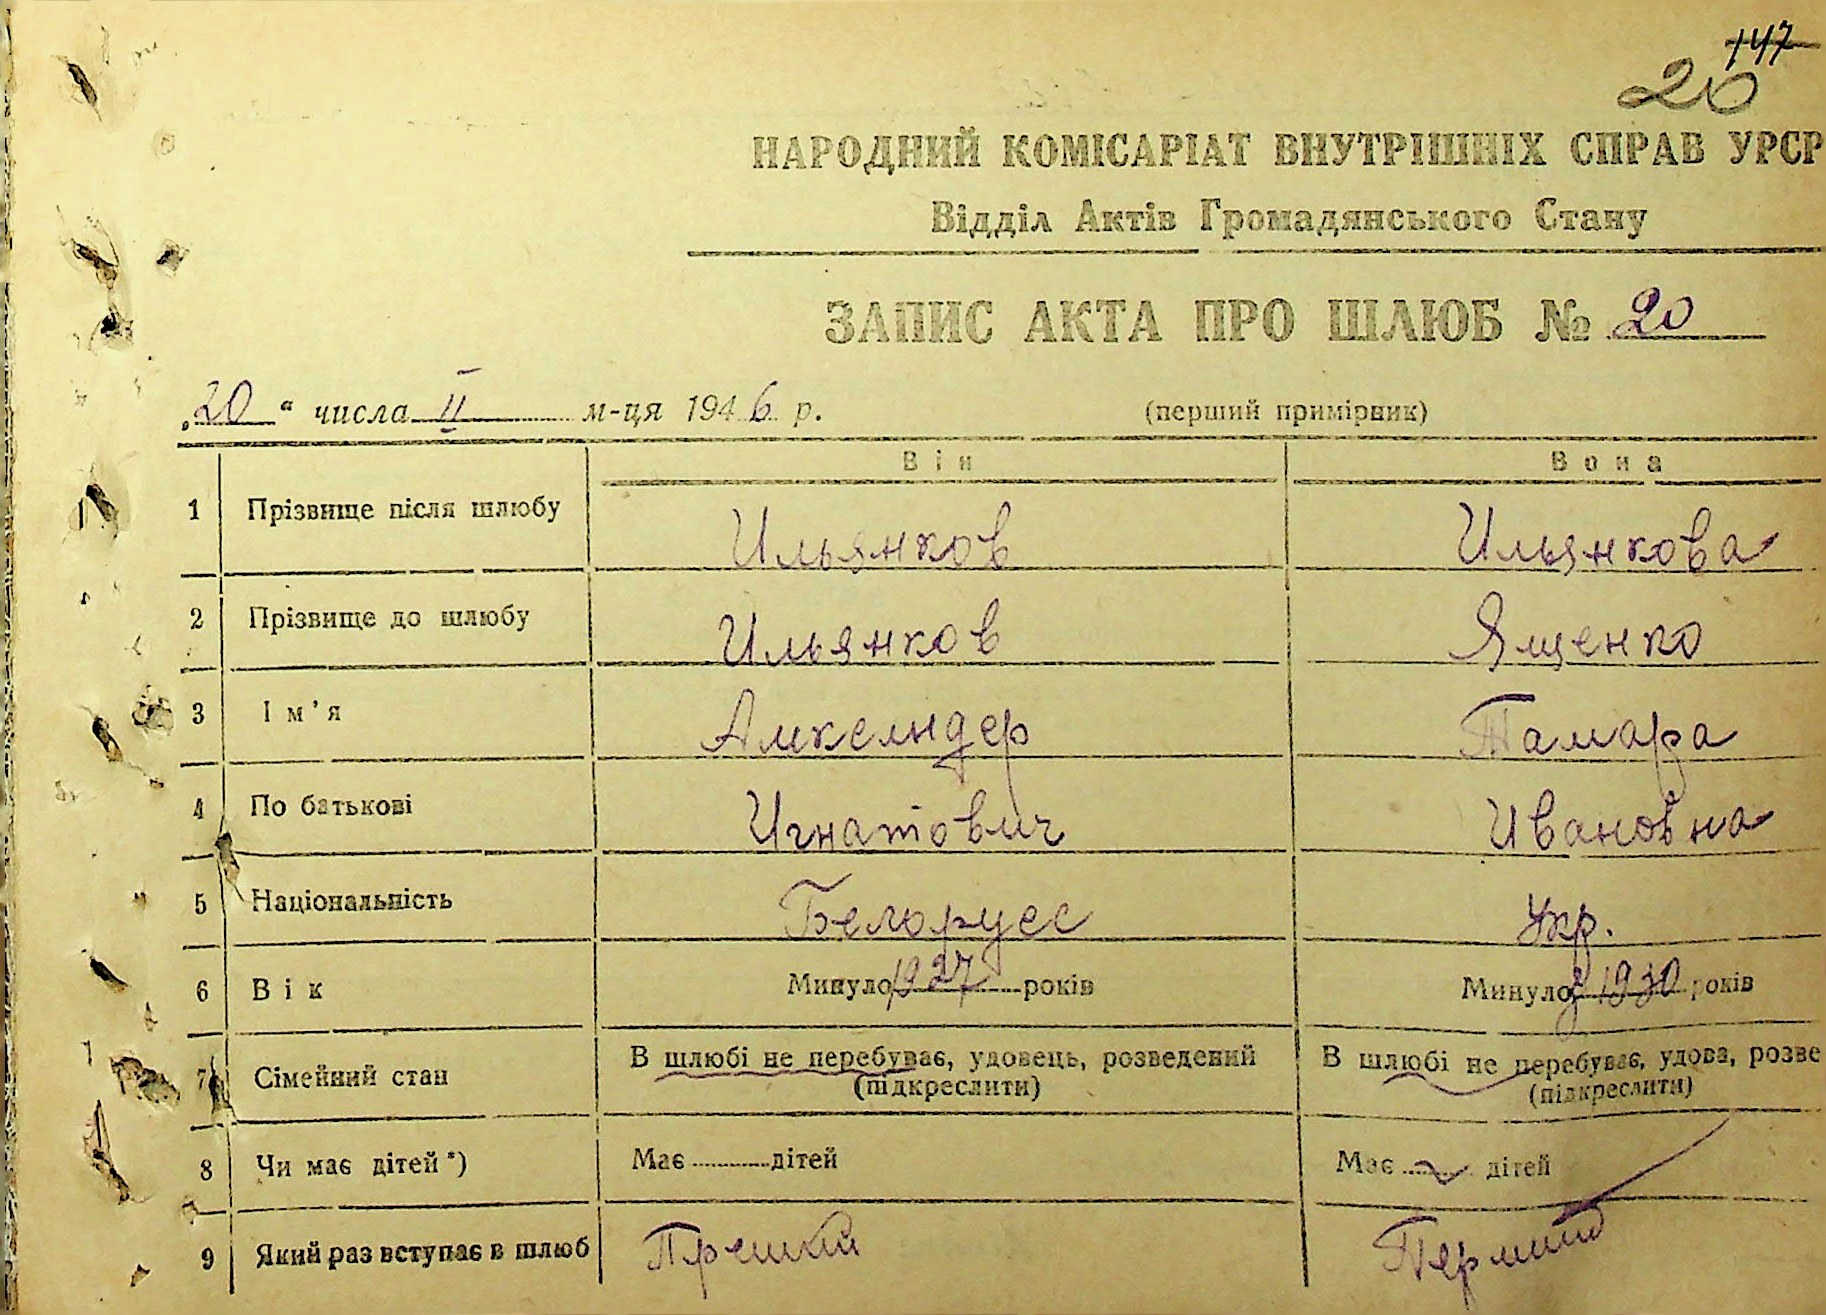 147
20
НАРОДНИЙ КОМІСАРІАТ ВНУТРІШНІХ СПРАВ УРСР
Відділ Актів Громадянського Стану
ЗАПИС АКТА ПРО ШЛЮБ № 20
„20“ числа II м-ця 1946 р. (перший примірник)
Він Вона
1 Прізвище після шлюбу Ильянков Ильянкова
2 Прізвище до шлюбу Ильянков Ященко
3 Ім'я Алксендер Тамара
4 По батькові Игнатович Ивановна
5 Національність Белорусс Укр.
6 Вік Минуло 1927 років Минуло з 1930 років
7 Сімейний стан В шлюбі не перебуває, удовець, розведений В шлюбі не перебуває, удова, розве
(підкреслити) (підкреслити)
8 Чи має дітей*) Має дітей Має дітей
9 Який раз вступає в шлюб